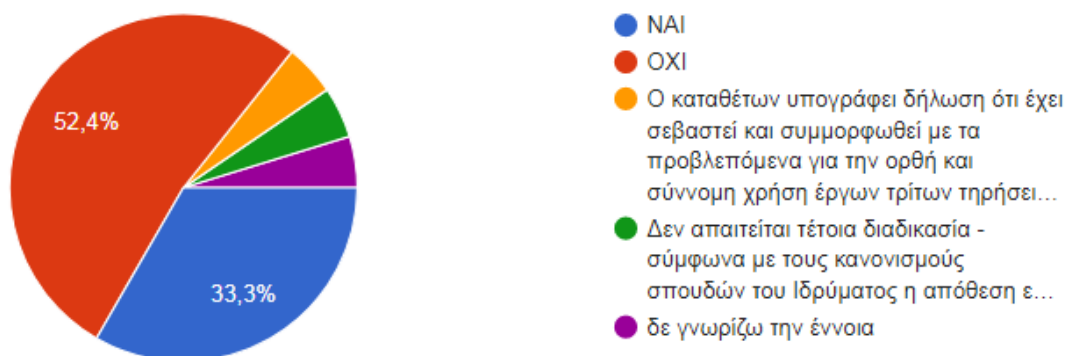 52,4%
33,3%
ΝΑΙ
ΟΧΙ
Ο καταθέτων υπογράφει δήλωση ότι έχει
σεβαστεί και συμμορφωθεί με τα
προβλεπόμενα για την ορθή και
σύννομη χρήση έργων τρίτων τηρήσει...
Δεν απαιτείται τέτοια διαδικασία -
σύμφωνα με τους κανονισμούς
σπουδών του Ιδρύματος η απόθεση ε...
δε γνωρίζω την έννοια